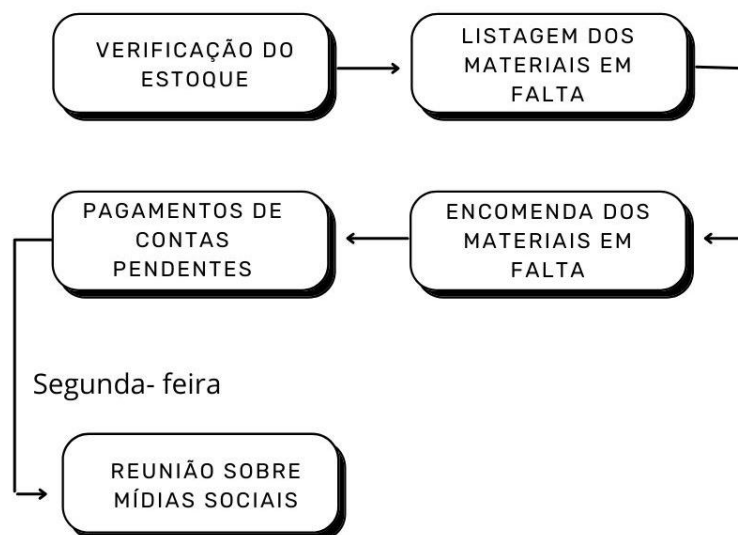 VERIFICAÇÃO DO
ESTOQUE
LISTAGEM DOS
MATERIAIS EM
FALTA
PAGAMENTOS DE
CONTAS
PENDENTES
ENCOMENDA DOS
MATERIAIS EM
FALTA
Segunda- feira
REUNIÃO SOBRE
MÍDIAS SOCIAIS